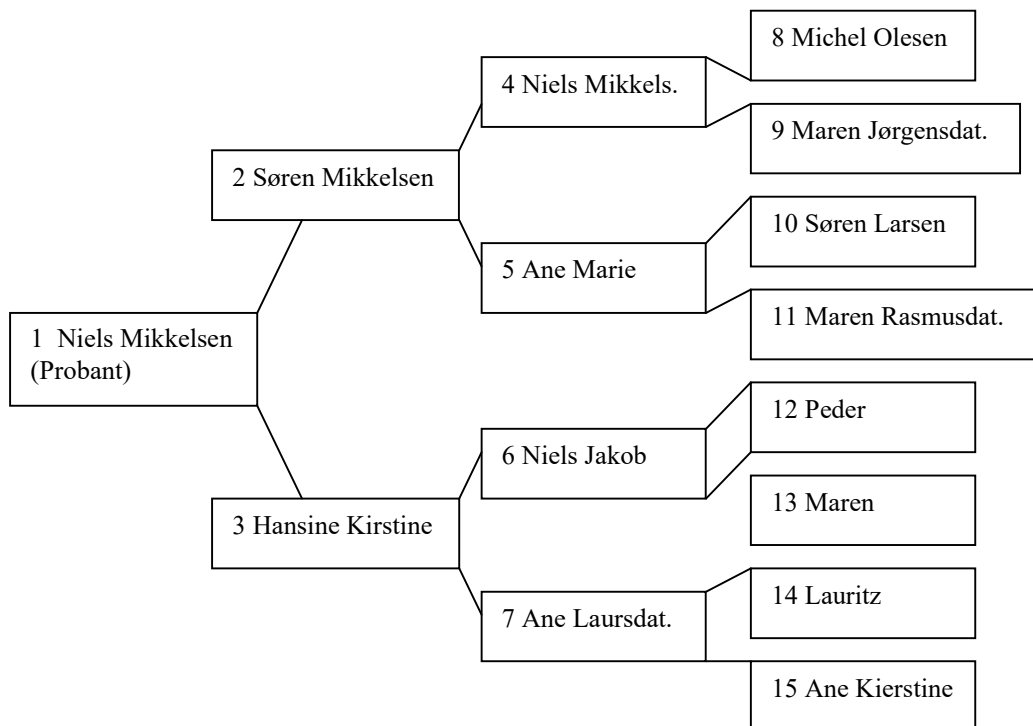 8 Michel Olesen
4 Niels Mikkels.
9 Maren Jørgensdat.
2 Søren Mikkelsen
10 Søren Larsen
5 Ane Marie
11 Maren Rasmusdat.
1 Niels Mikkelsen
(Probant)
12 Peder
6 Niels Jakob
13 Maren
3 Hansine Kirstine
14 Lauritz
7 Ane Laursdat.
15 Ane Kierstine